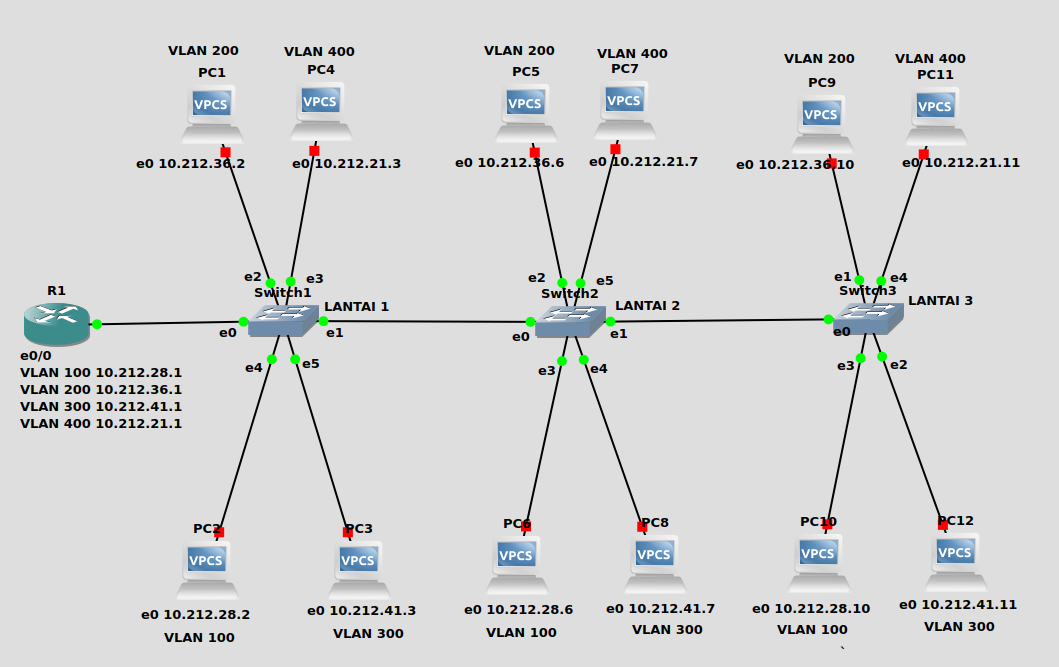 VLAN 200
PC1
VPCS
e0 10.212.36.2
VLAN 400
PC4
VPCS
e0 10.212.21.3
VLAN 200
PC5
VPCS
e0 10.212.36.6
VLAN 400
PC7
VPCS
e0 10.212.21.7
VLAN 200
PC9
VPCS
e0 10.212.36.10
VLAN 400
PC11
VPCS
e0 10.212.21.11
R1
e0/0
VLAN 100 10.212.28.1
VLAN 200 10.212.36.1
VLAN 300 10.212.41.1
VLAN 400 10.212.21.1
e2
e3
Switch1
LANTAI 1
e0
e1
e4
e5
e2
e5
Switch2
LANTAI 2
e0
e1
e3
e4
e1
e4
Switch3
LANTAI 3
e0
e3
e2
PC2
VPCS
e0 10.212.28.2
VLAN 100
PC3
VPCS
e0 10.212.41.3
VLAN 300
PC6
VPCS
e0 10.212.28.6
VLAN 100
PC8
VPCS
e0 10.212.41.7
VLAN 300
PC10
VPCS
e0 10.212.28.10
VLAN 100
`
PC12
VPCS
e0 10.212.41.11
VLAN 300